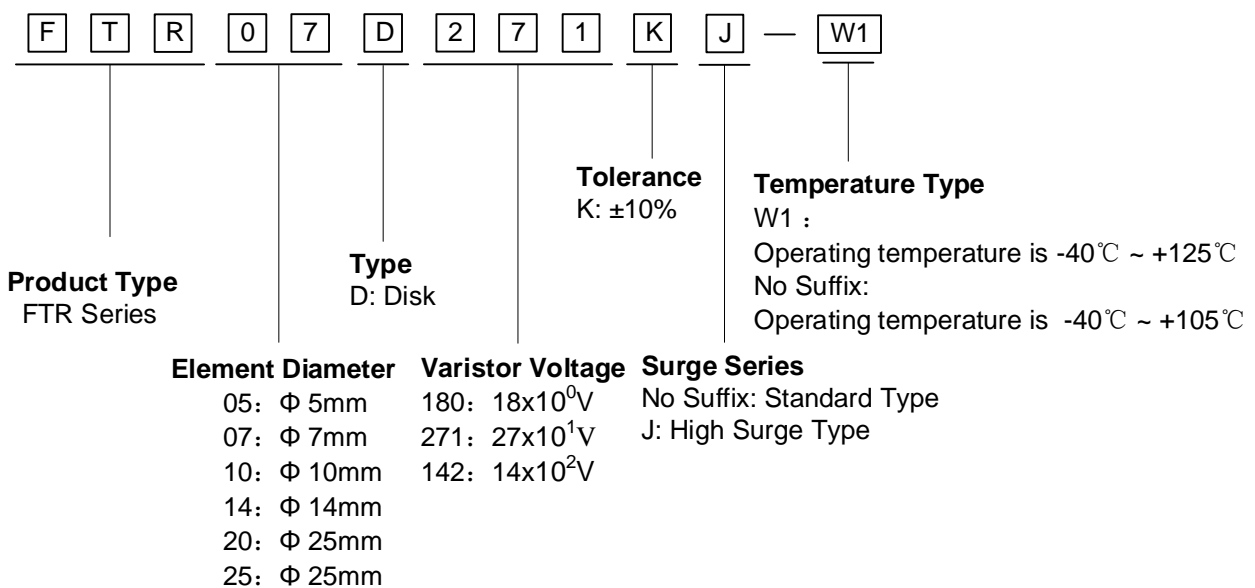 F T R 0 7 D 2 7 1 K J — W1
Tolerance
K: ±10%
Temperature Type
W1：
Operating temperature is -40℃ ~ +125℃
No Suffix:
Operating temperature is -40℃ ~ +105℃
Product Type
FTR Series
Type
D: Disk
Element Diameter
05：Φ 5mm
07：Φ 7mm
10：Φ 10mm
14：Φ 14mm
20：Φ 25mm
25：Φ 25mm
Varistor Voltage
180：18x10⁰V
271：27x10¹V
142：14x10²V
Surge Series
No Suffix: Standard Type
J: High Surge Type